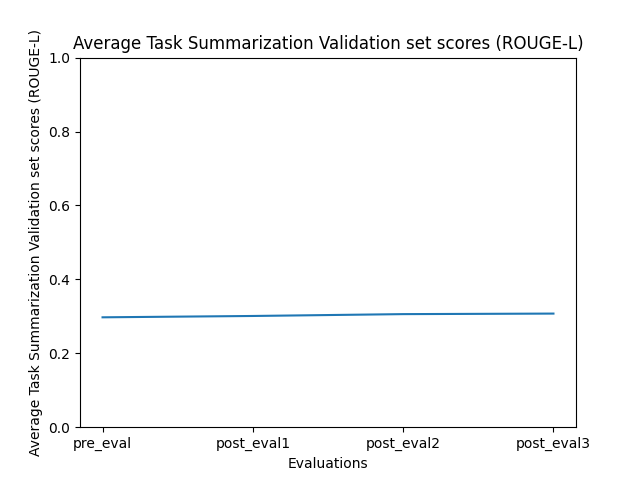 Average Task Summarization Validation set scores (ROUGE-L)
Average Task Summarization Validation set scores (ROUGE-L)
1.0
0.8
0.6
0.4
0.2
0.0
pre_eval post_eval1 post_eval2 post_eval3
Evaluations